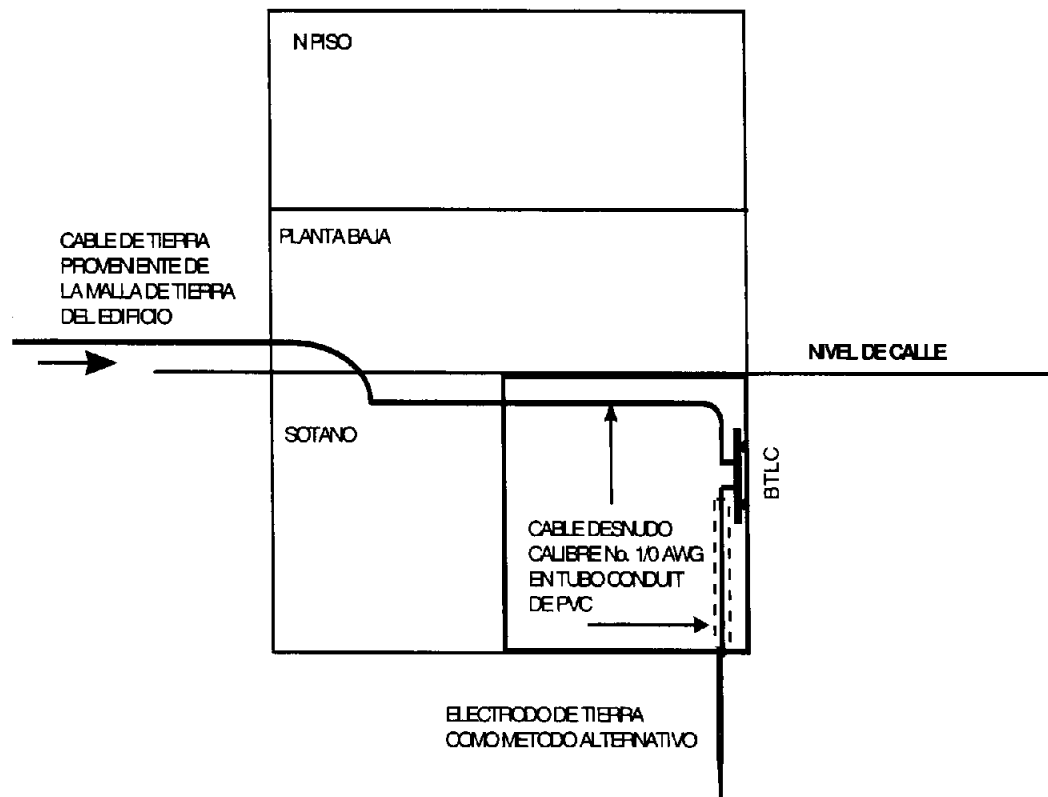 N PISO
PLANTA BAJA
CABLE DE TIERRA
PROVENIENTE DE
LA MALLA DE TIERRA
DEL EDIFICIO
NIVEL DE CALLE
SOTANO
BTLC
CABLE DESNUDO
CALIBRE No. 1/0 AWG
EN TUBO CONDUIT
DE PVC
ELECTRODO DE TIERRA
COMO METODO ALTERNATIVO